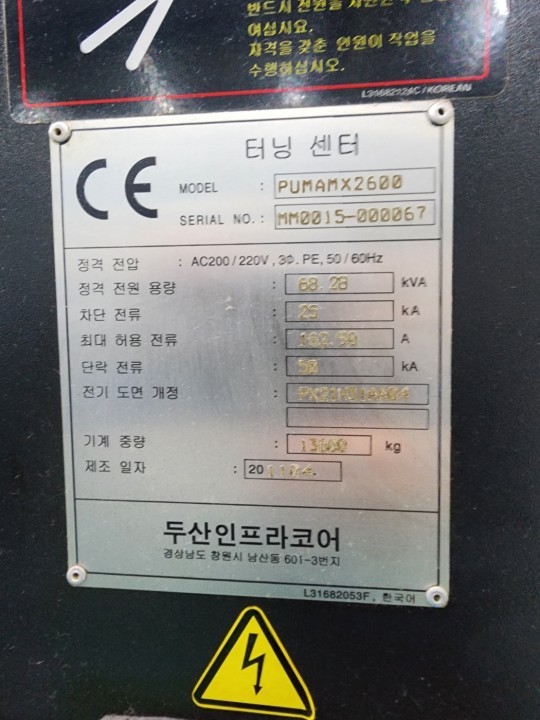 반드시 전원을
여십시요.
자격을 갖춘 인원이 작업을
수행하십시오.
L3168212AC/KOREAN
CE
터닝 센터
MODEL : PUMAMX2600
SERIAL NO. : MM0015-000067
정격 전압 : AC200/220V, 3Φ. PE, 50/60Hz
정격 전원 용량 : 68.28 kVA
차단 전류 : 25 kA
최대 허용 전류 : A
단락 전류 : kA
전기 도면 개정 :
기계 중량 : kg
제조 일자 : 201104.
두산인프라코어
경상남도 창원시 남산동 601-3번지
L31682053F, 한국어